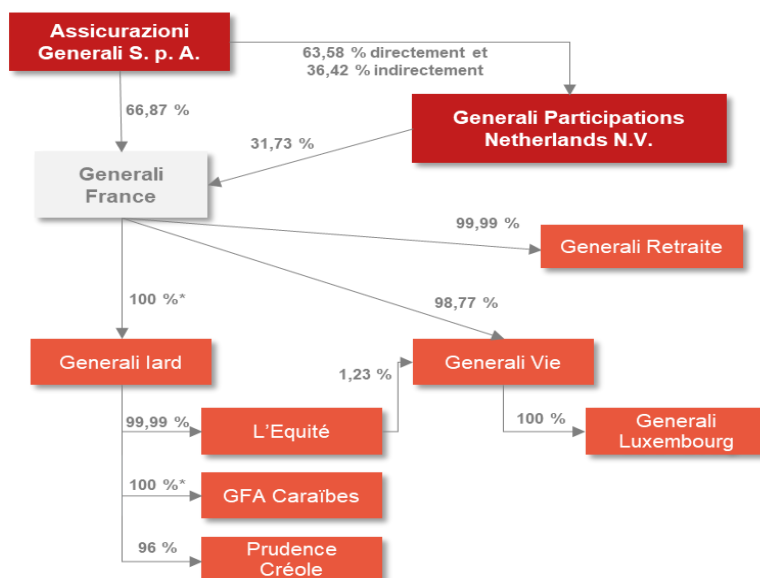 Assicurazioni
Generali S. p. A.
63,58 % directement et
36,42 % indirectement
66,87 %
Generali Participations
Netherlands N.V.
31,73 %
Generali
France
99,99 %
Generali Retraite
100 %*
98,77 %
Generali Iard
1,23 %
Generali Vie
99,99 %
L'Equité
100 %
Generali
Luxembourg
100 %*
GFA Caraïbes
96 %
Prudence
Créole